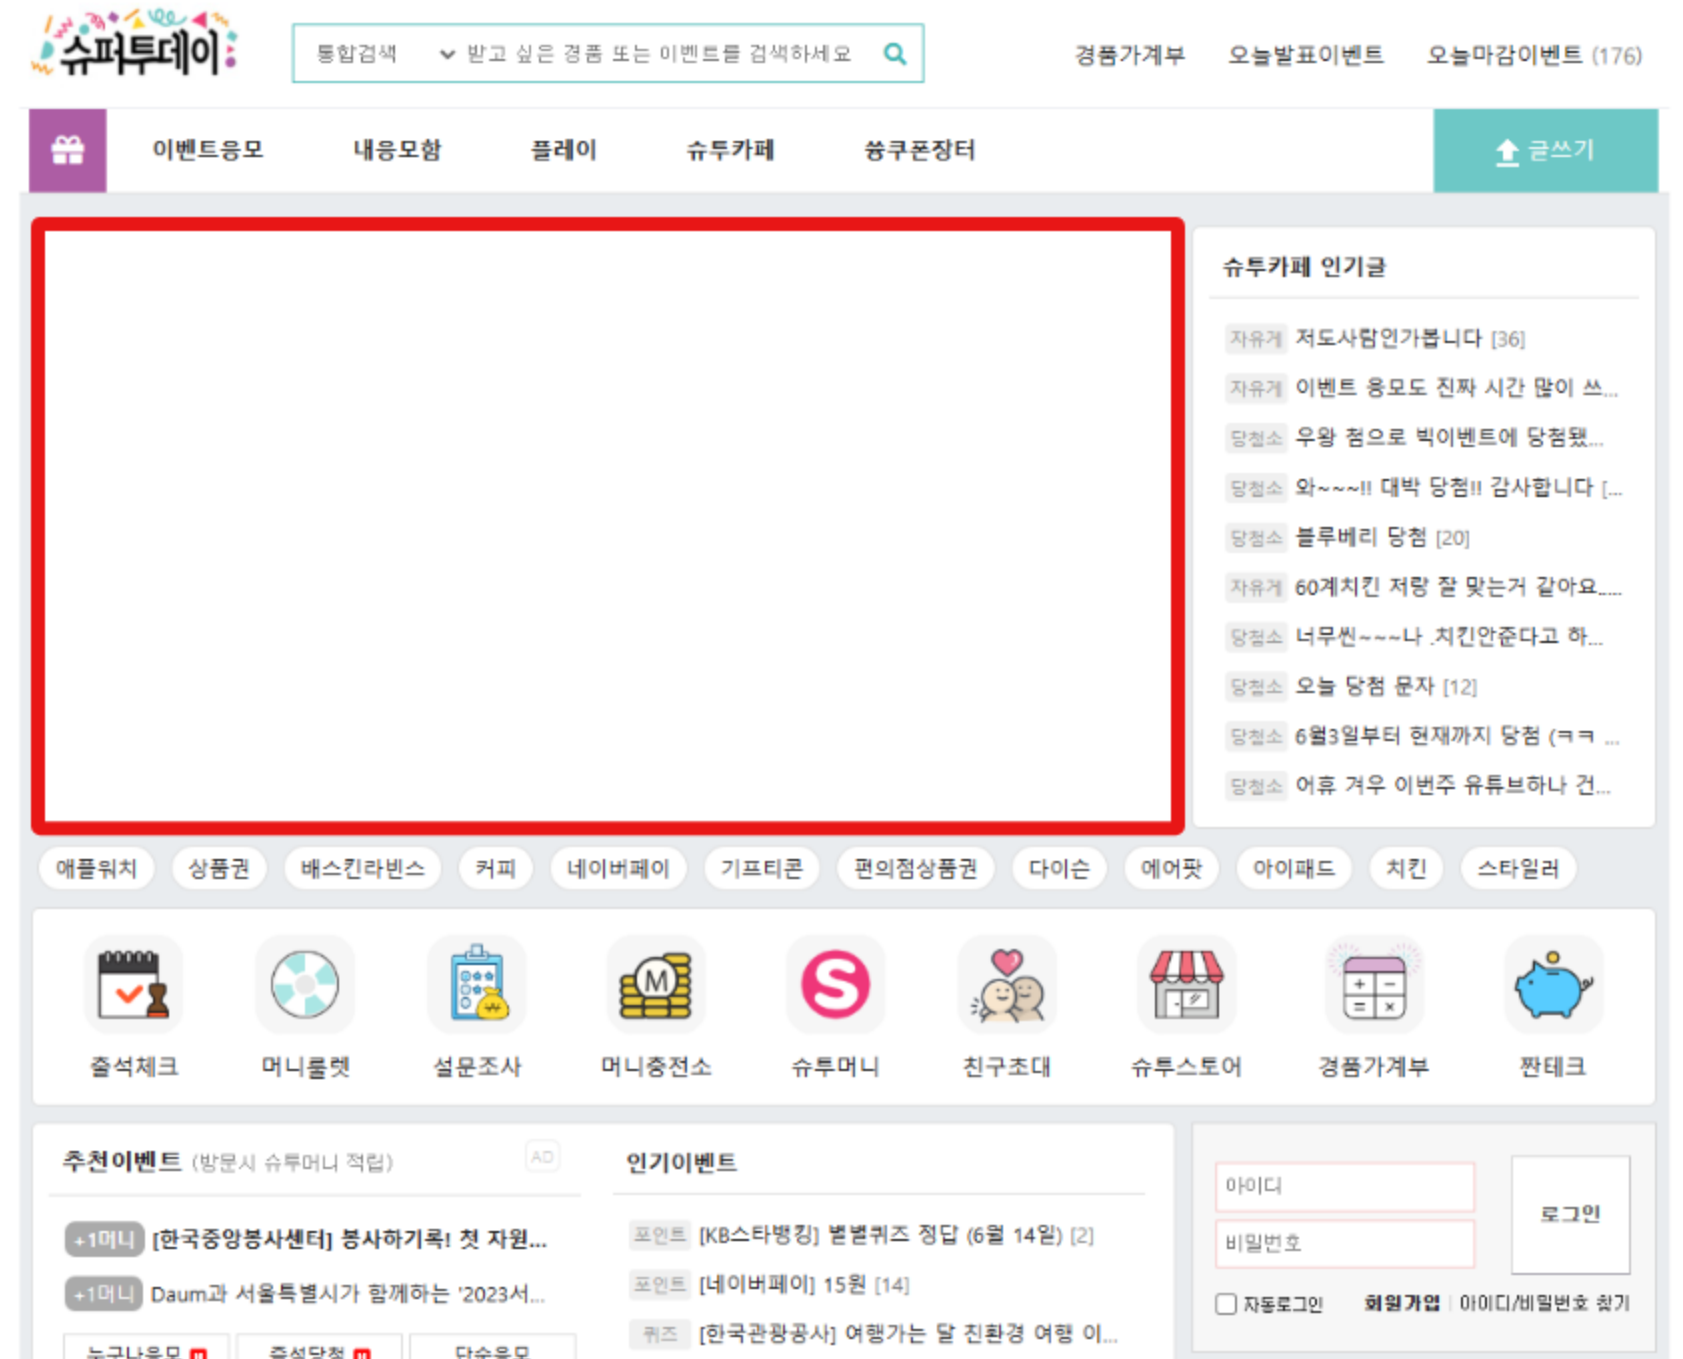 슈퍼투데이
통합검색 받고 싶은 경품 또는 이벤트를 검색하세요
경품가계부 오늘발표이벤트 오늘마감이벤트 (176)
이벤트응모 내응모함 플레이 슈투카페 쓩쿠폰장터 글쓰기
슈투카페 인기글
자유게 저도사람인가봅니다 [36]
자유게 이벤트 응모도 진짜 시간 많이 쓰...
당첨소 우왕 첨으로 빅이벤트에 당첨됐...
당첨소 와~~~!! 대박 당첨!! 감사합니다 [...
당첨소 블루베리 당첨 [20]
자유게 60계치킨 저랑 잘 맞는거 같아요.....
당첨소 너무씬~~~나 .치킨안준다고 하...
당첨소 오늘 당첨 문자 [12]
당첨소 6월3일부터 현재까지 당첨 (ㅋㅋ ...
당첨소 어휴 겨우 이번주 유튜브하나 건...
애플워치 상품권 배스킨라빈스 커피 네이버페이 기프티콘 편의점상품권 다이슨 에어팟 아이패드 치킨 스타일러
M S
출석체크 머니룰렛 설문조사 머니충전소 슈투머니 친구초대 슈투스토어 경품가계부 짠테크
추천이벤트 (방문시 슈투머니 적립) AD
+1머니 [한국중앙봉사센터] 봉사하기록! 첫 자원...
+1머니 Daum과 서울특별시가 함께하는 '2023서...
누구나응모 출석당첨 단순응모
인기이벤트
포인트 [KB스타뱅킹] 별별퀴즈 정답 (6월 14일) [2]
포인트 [네이버페이] 15원 [14]
퀴즈 [한국관광공사] 여행가는 달 친환경 여행 이...
아이디
비밀번호
로그인
자동로그인 회원가입 아이디/비밀번호 찾기